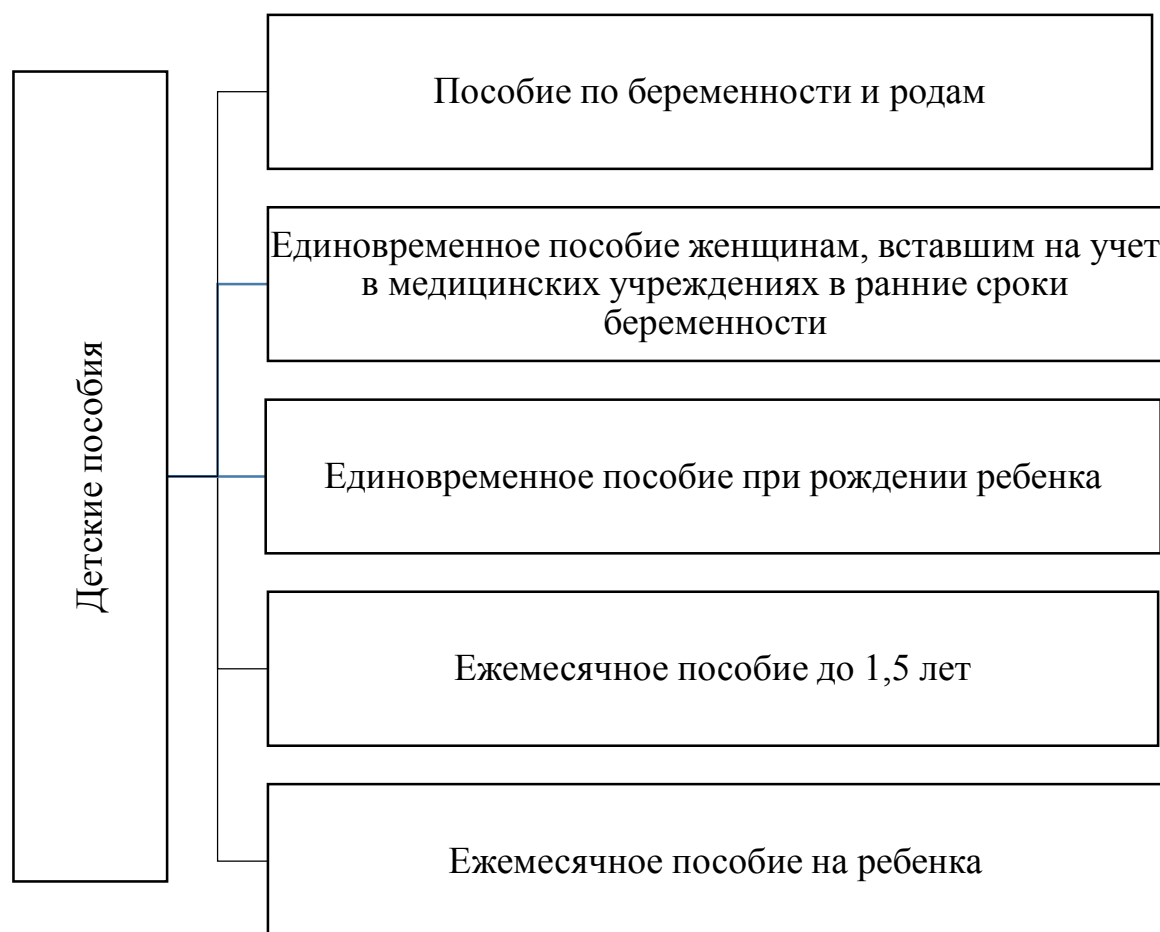 Детские пособия
Пособие по беременности и родам
Единовременное пособие женщинам, вставшим на учет
в медицинских учреждениях в ранние сроки
беременности
Единовременное пособие при рождении ребенка
Ежемесячное пособие до 1,5 лет
Ежемесячное пособие на ребенка